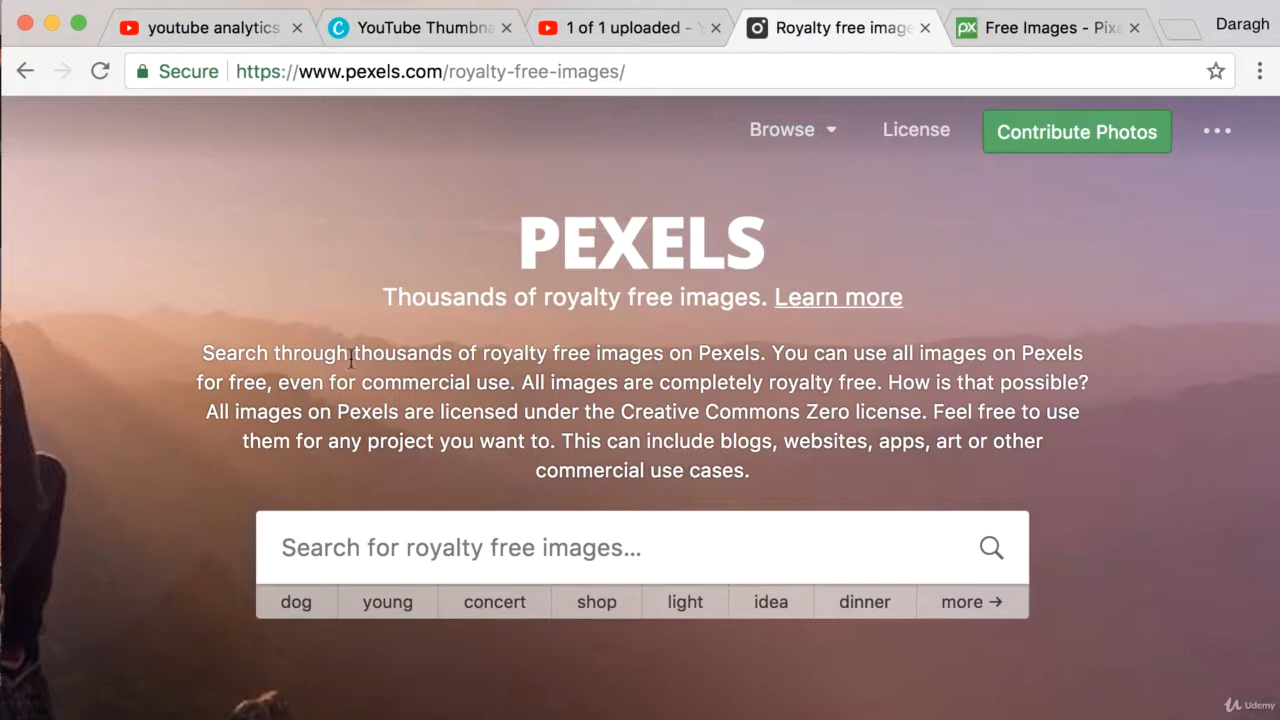 youtube analytics
YouTube Thumbna
1 of 1 uploaded - Y
Royalty free image
Free Images - Pixa
Daragh
Secure https://www.pexels.com/royalty-free-images/
Browse License Contribute Photos
PEXELS
Thousands of royalty free images. Learn more
Search through thousands of royalty free images on Pexels. You can use all images on Pexels
for free, even for commercial use. All images are completely royalty free. How is that possible?
All images on Pexels are licensed under the Creative Commons Zero license. Feel free to use
them for any project you want to. This can include blogs, websites, apps, art or other
commercial use cases.
Search for royalty free images...
dog young concert shop light idea dinner more →
Udemy